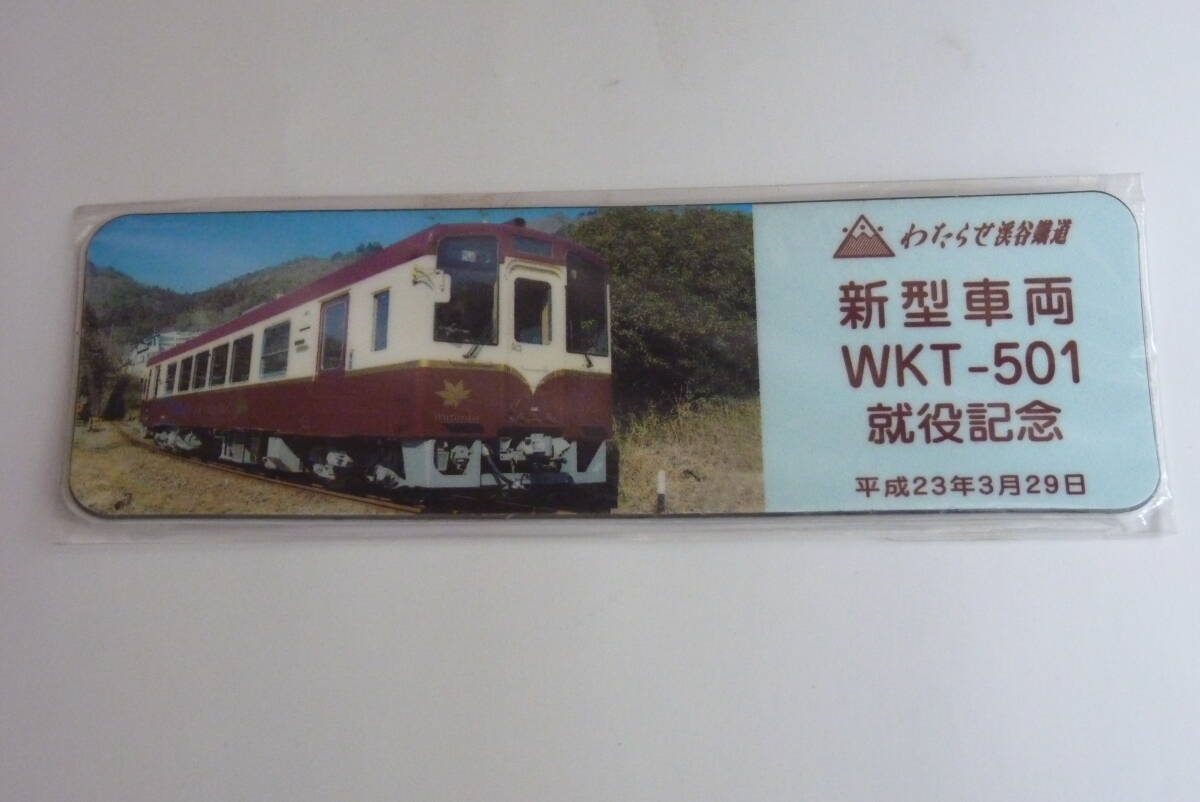 わたらせ渓谷鐵道
新型車両
WKT-501
就役記念
平成23年3月29日